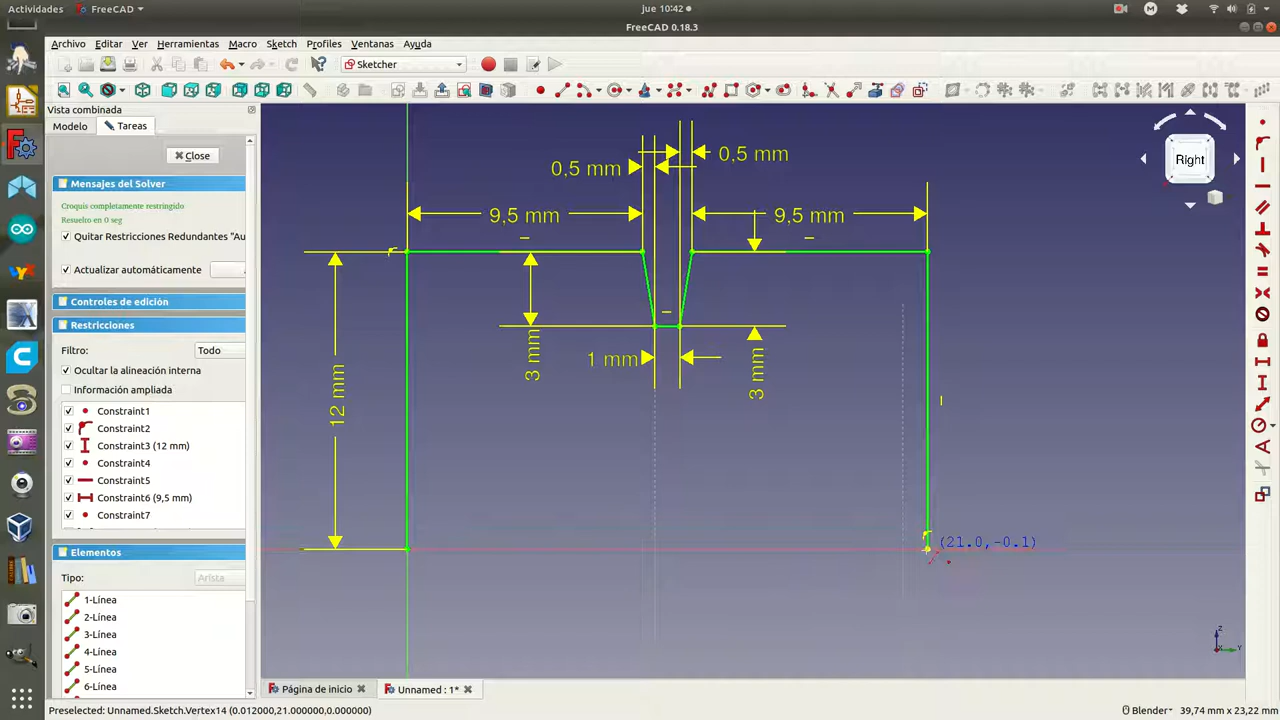 Actividades
FreeCAD
jue 10:42
FreeCAD 0.18.3
Archivo Editar Ver Herramientas Macro Sketch Profiles Ventanas Ayuda
Sketcher
Vista combinada
Modelo
Tareas
Close
Mensajes del Solver
Croquis completamente restringido
Resuelto en 0 seg
Quitar Restricciones Redundantes "Au
Actualizar automáticamente
Controles de edición
Restricciones
Filtro:
Todo
Ocultar la alineación interna
Información ampliada
Constraint1
Constraint2
Constraint3 (12 mm)
Constraint4
Constraint5
Constraint6 (9,5 mm)
Constraint7
Elementos
Tipo:
Arista
1-Línea
2-Línea
3-Línea
4-Línea
5-Línea
6-Línea
0,5 mm
0,5 mm
9,5 mm
9,5 mm
3 mm
1 mm
3 mm
12 mm
(21.0,-0.1)
Right
Z
Y
Página de inicio
Unnamed : 1*
Preselected: Unnamed.Sketch.Vertex14 (0.012000,21.000000,0.000000)
Blender
39,74 mm x 23,22 mm